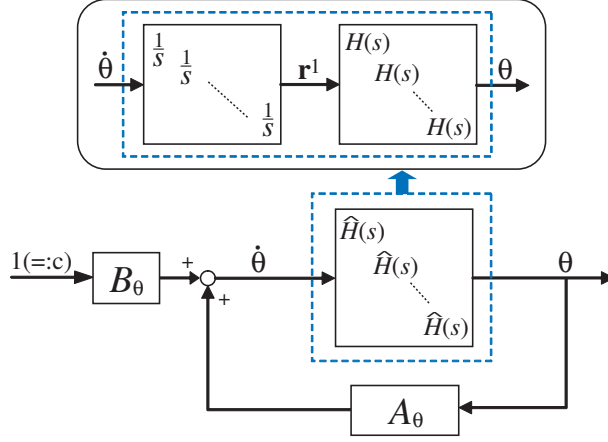 θ̇ 1/s 1/s 1/s r¹ H(s) H(s) H(s) θ
1(=:c) B_θ + + θ̇ Ĥ(s) Ĥ(s) Ĥ(s) θ
A_θ